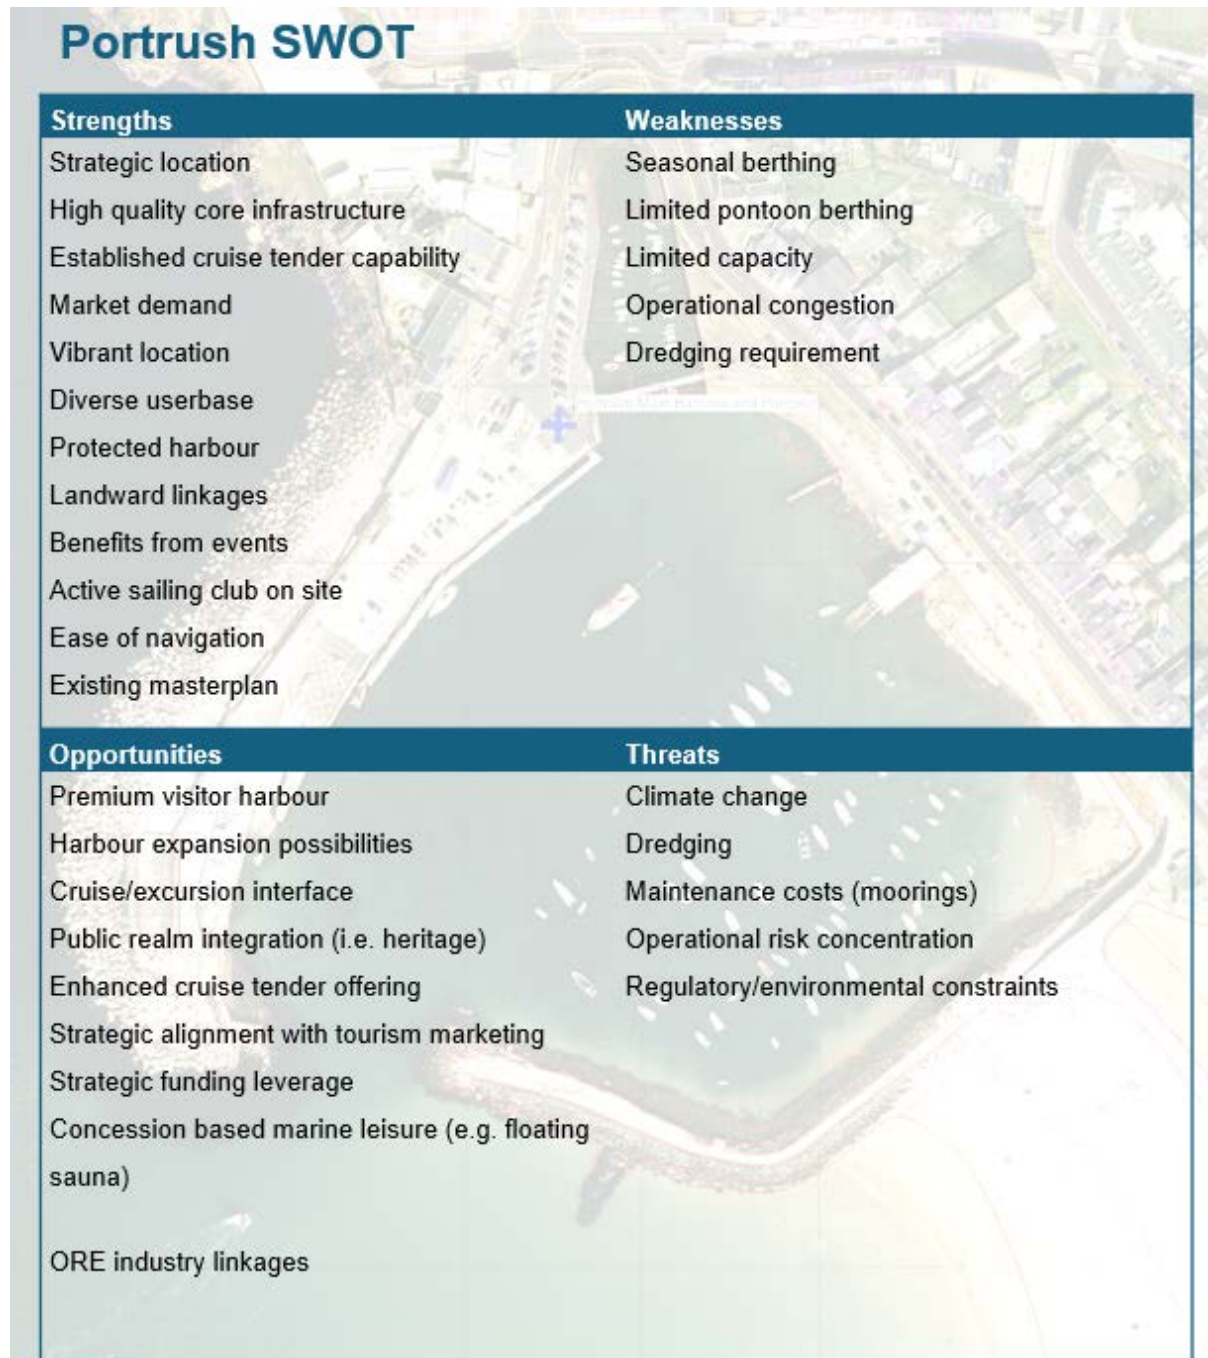 Portrush SWOT
Strengths
Weaknesses
Strategic location
Seasonal berthing
High quality core infrastructure
Limited pontoon berthing
Established cruise tender capability
Limited capacity
Market demand
Operational congestion
Vibrant location
Dredging requirement
Diverse userbase
Protected harbour
Landward linkages
Benefits from events
Active sailing club on site
Ease of navigation
Existing masterplan
Opportunities
Threats
Premium visitor harbour
Climate change
Harbour expansion possibilities
Dredging
Cruise/excursion interface
Maintenance costs (moorings)
Public realm integration (i.e. heritage)
Operational risk concentration
Enhanced cruise tender offering
Regulatory/environmental constraints
Strategic alignment with tourism marketing
Strategic funding leverage
Concession based marine leisure (e.g. floating
sauna)
ORE industry linkages